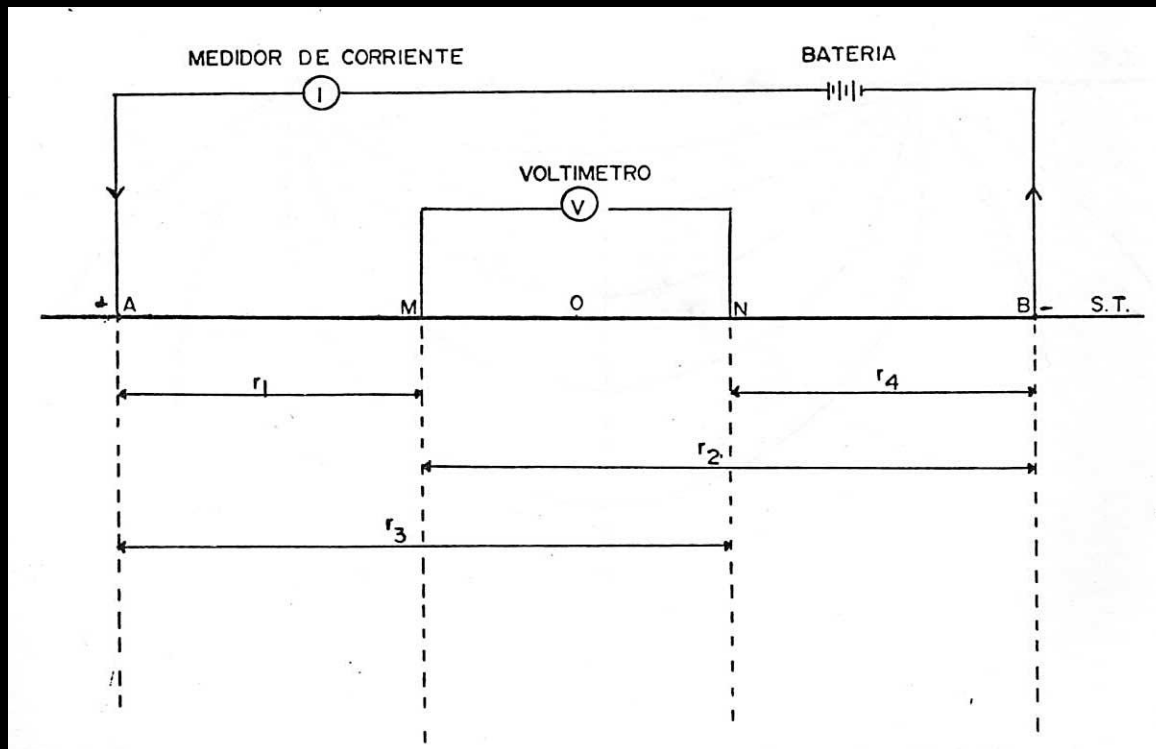 MEDIDOR DE CORRIENTE
BATERIA
I
VOLTIMETRO
V
+ A
M
O
N
B -
S.T.
r1
r4
r2
r3